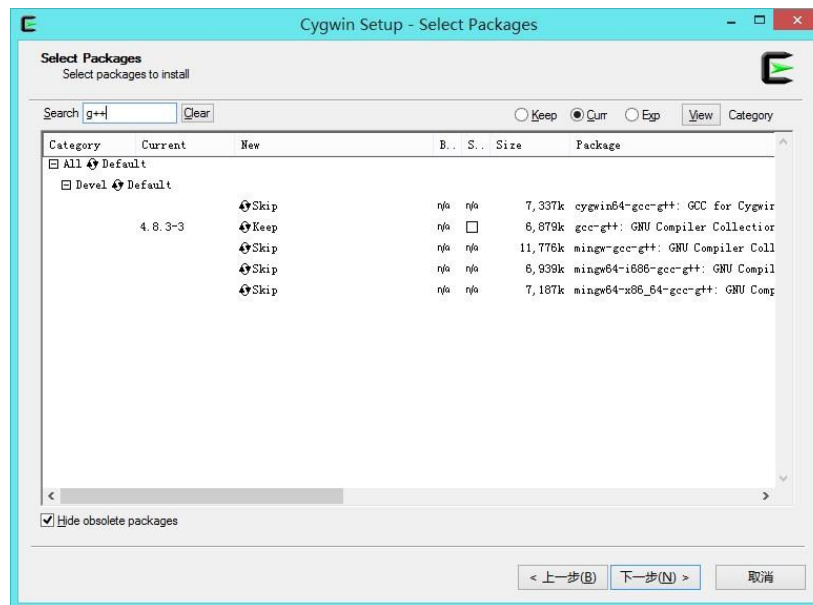 Cygwin Setup - Select Packages
Select Packages
Select packages to install
Search g++ Clear Keep Curr Exp View Category
Category Current New B.. S.. Size Package
All Default
Devel Default
Skip n/a n/a 7,337k cygwin64-gcc-g++: GCC for Cygwin
4.8.3-3 Keep n/a 6,879k gcc-g++: GNU Compiler Collection
Skip n/a n/a 11,776k mingw-gcc-g++: GNU Compiler Coll
Skip n/a n/a 6,939k mingw64-i686-gcc-g++: GNU Compil
Skip n/a n/a 7,187k mingw64-x86_64-gcc-g++: GNU Comp
Hide obsolete packages
< 上一步(B) 下一步(N) > 取消